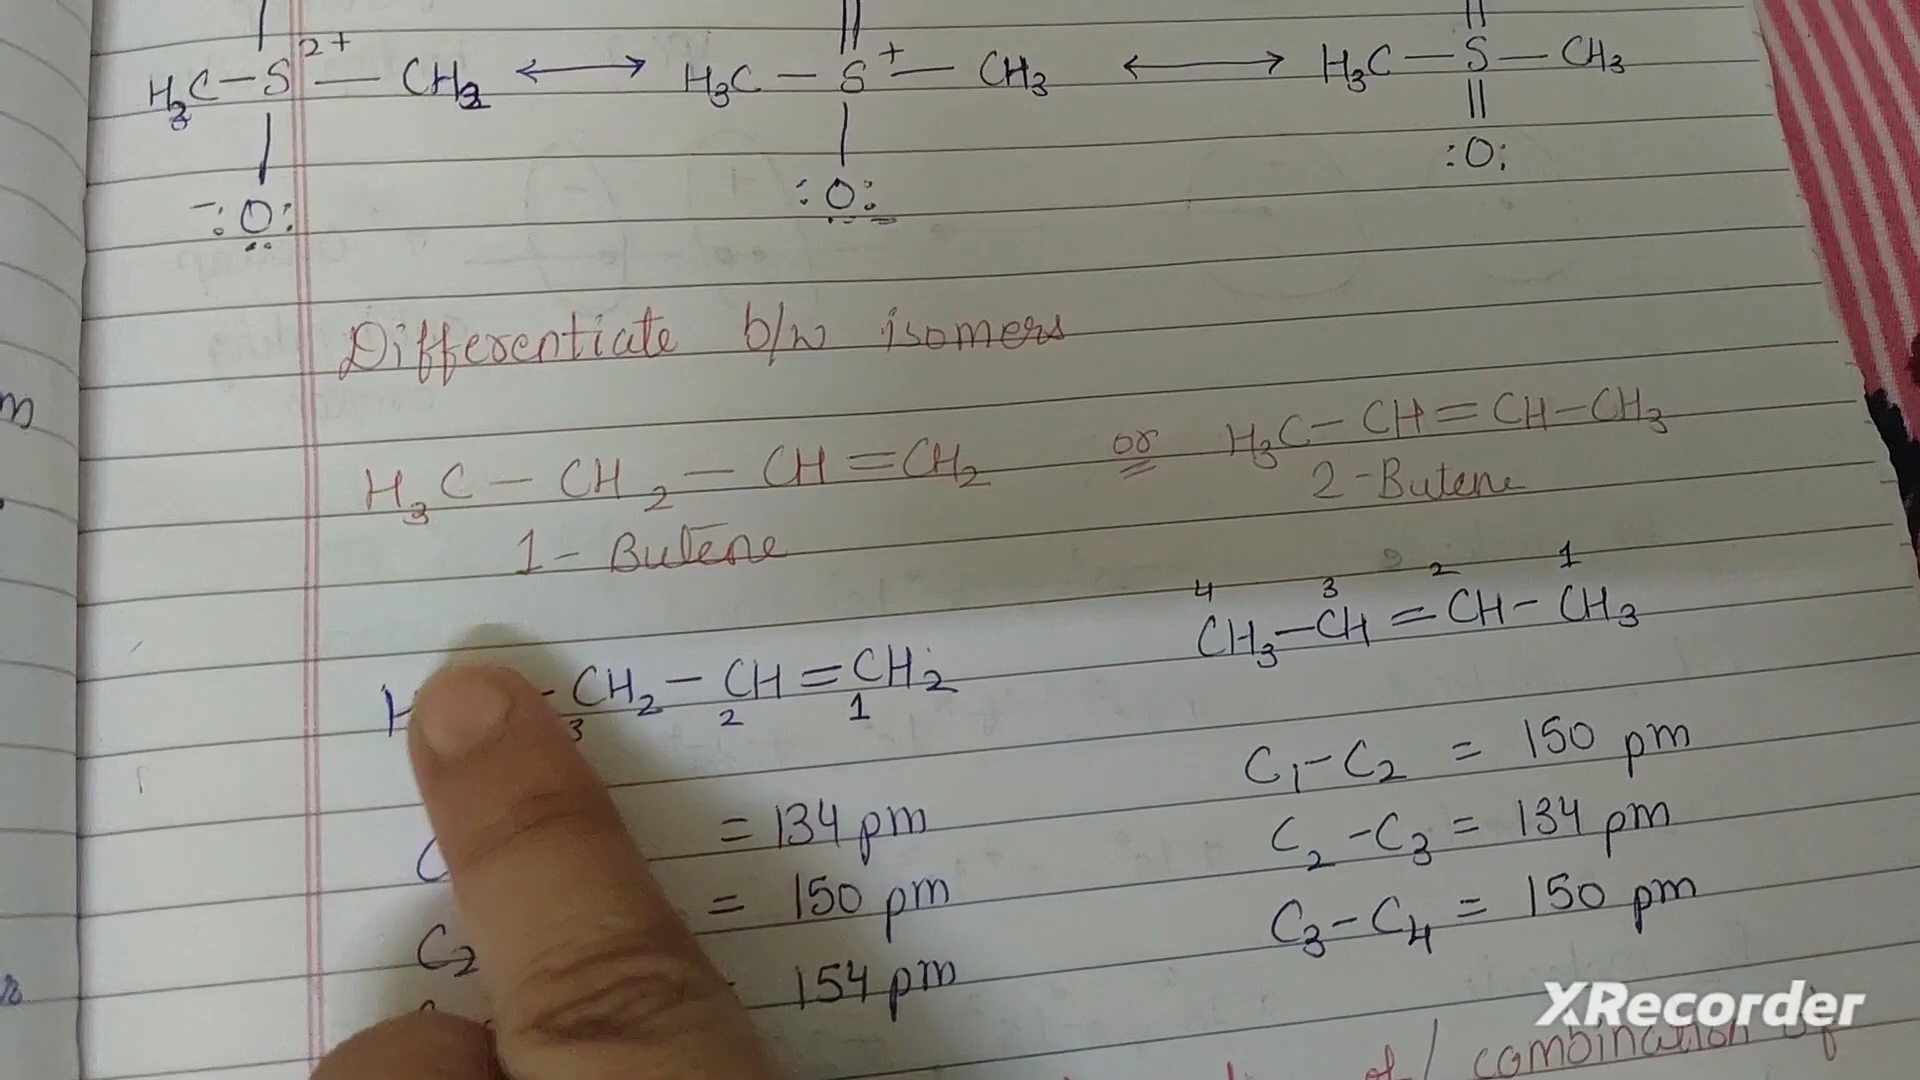 H3C-S2+-CH3 ↔ H3C-S+-CH3 ↔ H3C-S-CH3
-:O: :O: :O:
Differentiate b/w isomers
H3C-CH2-CH=CH2 or H3C-CH=CH-CH3
1-Butene 2-Butene
4 3 2 1
H -CH2-CH=CH2 CH3-CH=CH-CH3
3 2 1
C1-C2 = 150 pm
= 134 pm C2-C3 = 134 pm
C2 = 150 pm C3-C4 = 150 pm
154 pm
of/combination of
XRecorder